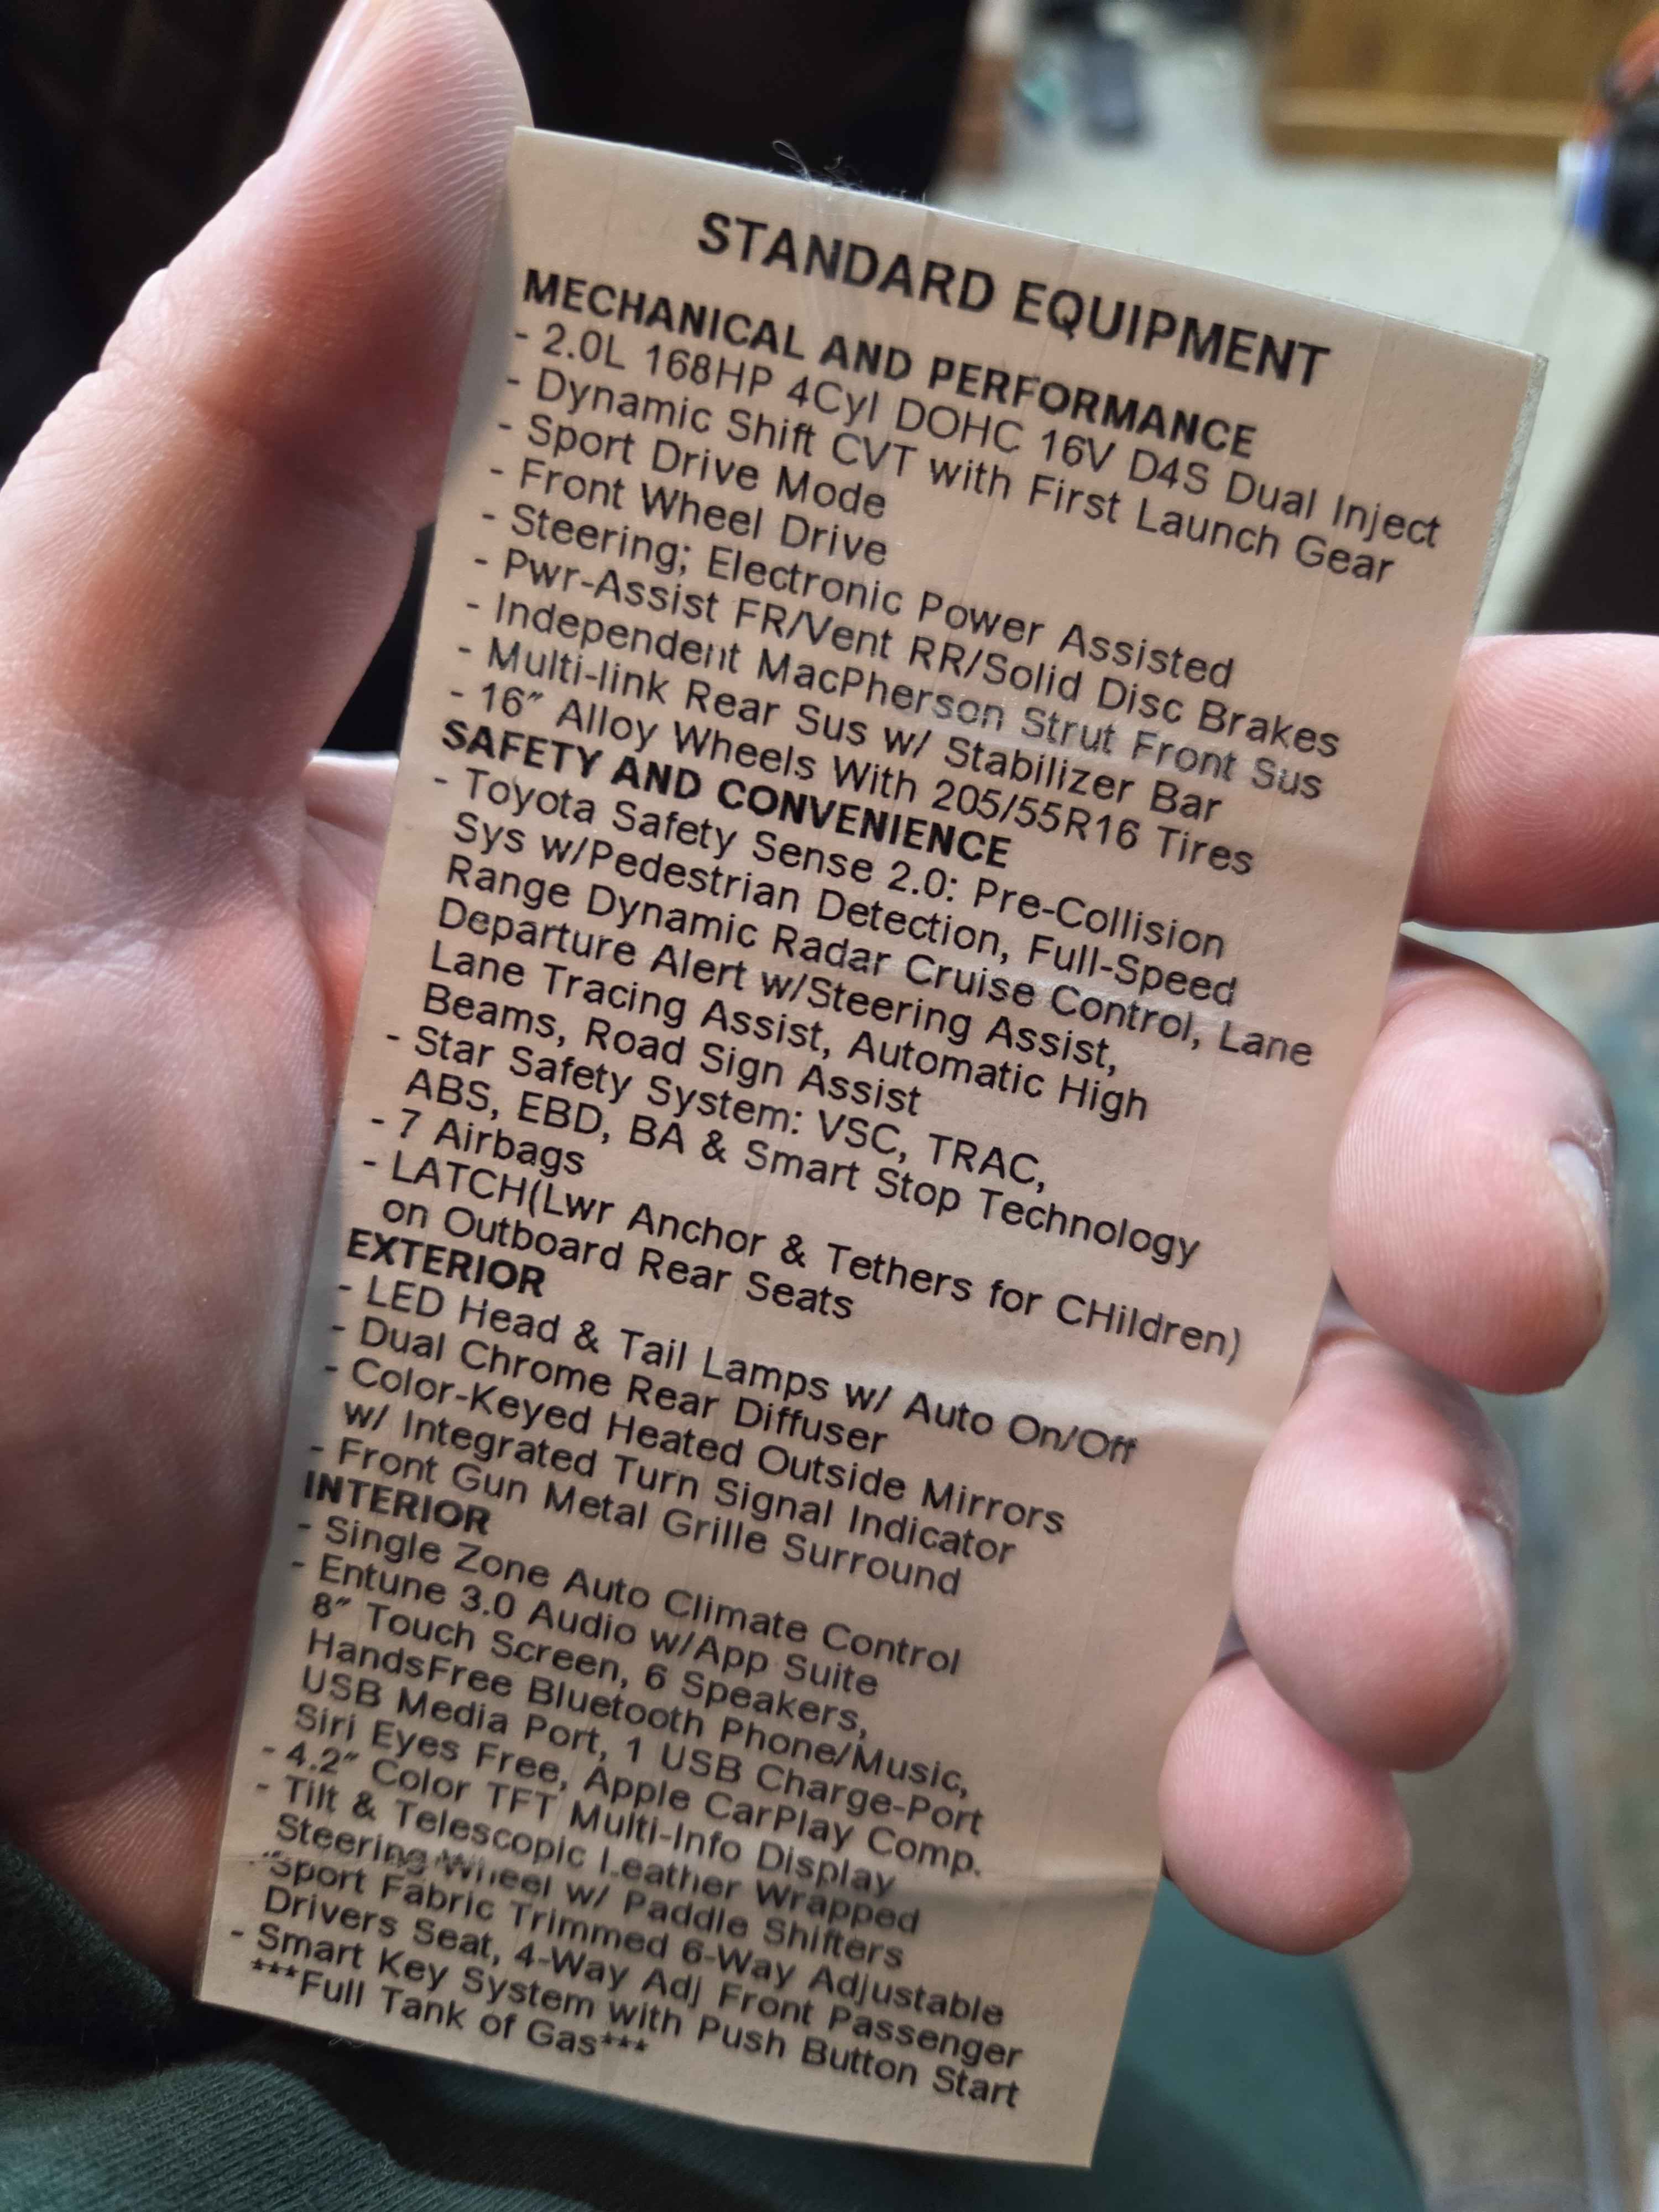 STANDARD EQUIPMENT
MECHANICAL AND PERFORMANCE
- 2.0L 168HP 4Cyl DOHC 16V D4S Dual Inject
- Dynamic Shift CVT with First Launch Gear
- Sport Drive Mode
- Front Wheel Drive
- Steering; Electronic Power Assisted
- Pwr-Assist FR/Vent RR/Solid Disc Brakes
- Independent MacPherson Strut Front Sus
- Multi-link Rear Sus w/ Stabilizer Bar
- 16" Alloy Wheels With 205/55R16 Tires
SAFETY AND CONVENIENCE
- Toyota Safety Sense 2.0: Pre-Collision
Sys w/Pedestrian Detection, Full-Speed
Range Dynamic Radar Cruise Control, Lane
Departure Alert w/Steering Assist,
Lane Tracing Assist, Automatic High
Beams, Road Sign Assist
- Star Safety System: VSC, TRAC,
ABS, EBD, BA & Smart Stop Technology
- 7 Airbags
- LATCH(Lwr Anchor & Tethers for CHildren)
on Outboard Rear Seats
EXTERIOR
- LED Head & Tail Lamps w/ Auto On/Off
- Dual Chrome Rear Diffuser
- Color-Keyed Heated Outside Mirrors
w/ Integrated Turn Signal Indicator
- Front Gun Metal Grille Surround
INTERIOR
- Single Zone Auto Climate Control
- Entune 3.0 Audio w/App Suite
8" Touch Screen, 6 Speakers,
HandsFree Bluetooth Phone/Music,
USB Media Port, 1 USB Charge-Port
Siri Eyes Free, Apple CarPlay Comp.
- 4.2" Color TFT Multi-Info Display
- Tilt & Telescopic Leather Wrapped
Steering Wheel w/ Paddle Shifters
- Sport Fabric Trimmed 6-Way Adjustable
Drivers Seat, 4-Way Adj Front Passenger
- Smart Key System with Push Button Start
***Full Tank of Gas***